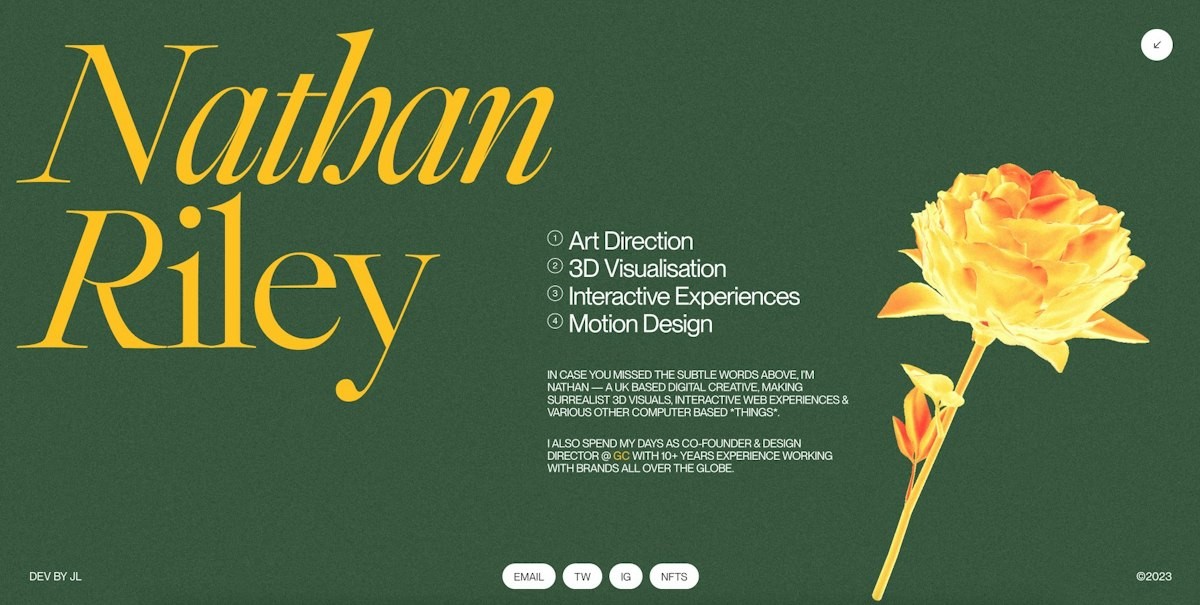 Nathan
Riley
1 Art Direction
2 3D Visualisation
3 Interactive Experiences
4 Motion Design
IN CASE YOU MISSED THE SUBTLE WORDS ABOVE, I'M
NATHAN — A UK BASED DIGITAL CREATIVE, MAKING
SURREALIST 3D VISUALS, INTERACTIVE WEB EXPERIENCES &
VARIOUS OTHER COMPUTER BASED *THINGS*.
I ALSO SPEND MY DAYS AS CO-FOUNDER & DESIGN
DIRECTOR @ GC WITH 10+ YEARS EXPERIENCE WORKING
WITH BRANDS ALL OVER THE GLOBE.
DEV BY JL
EMAIL
TW
IG
NFTS
©2023